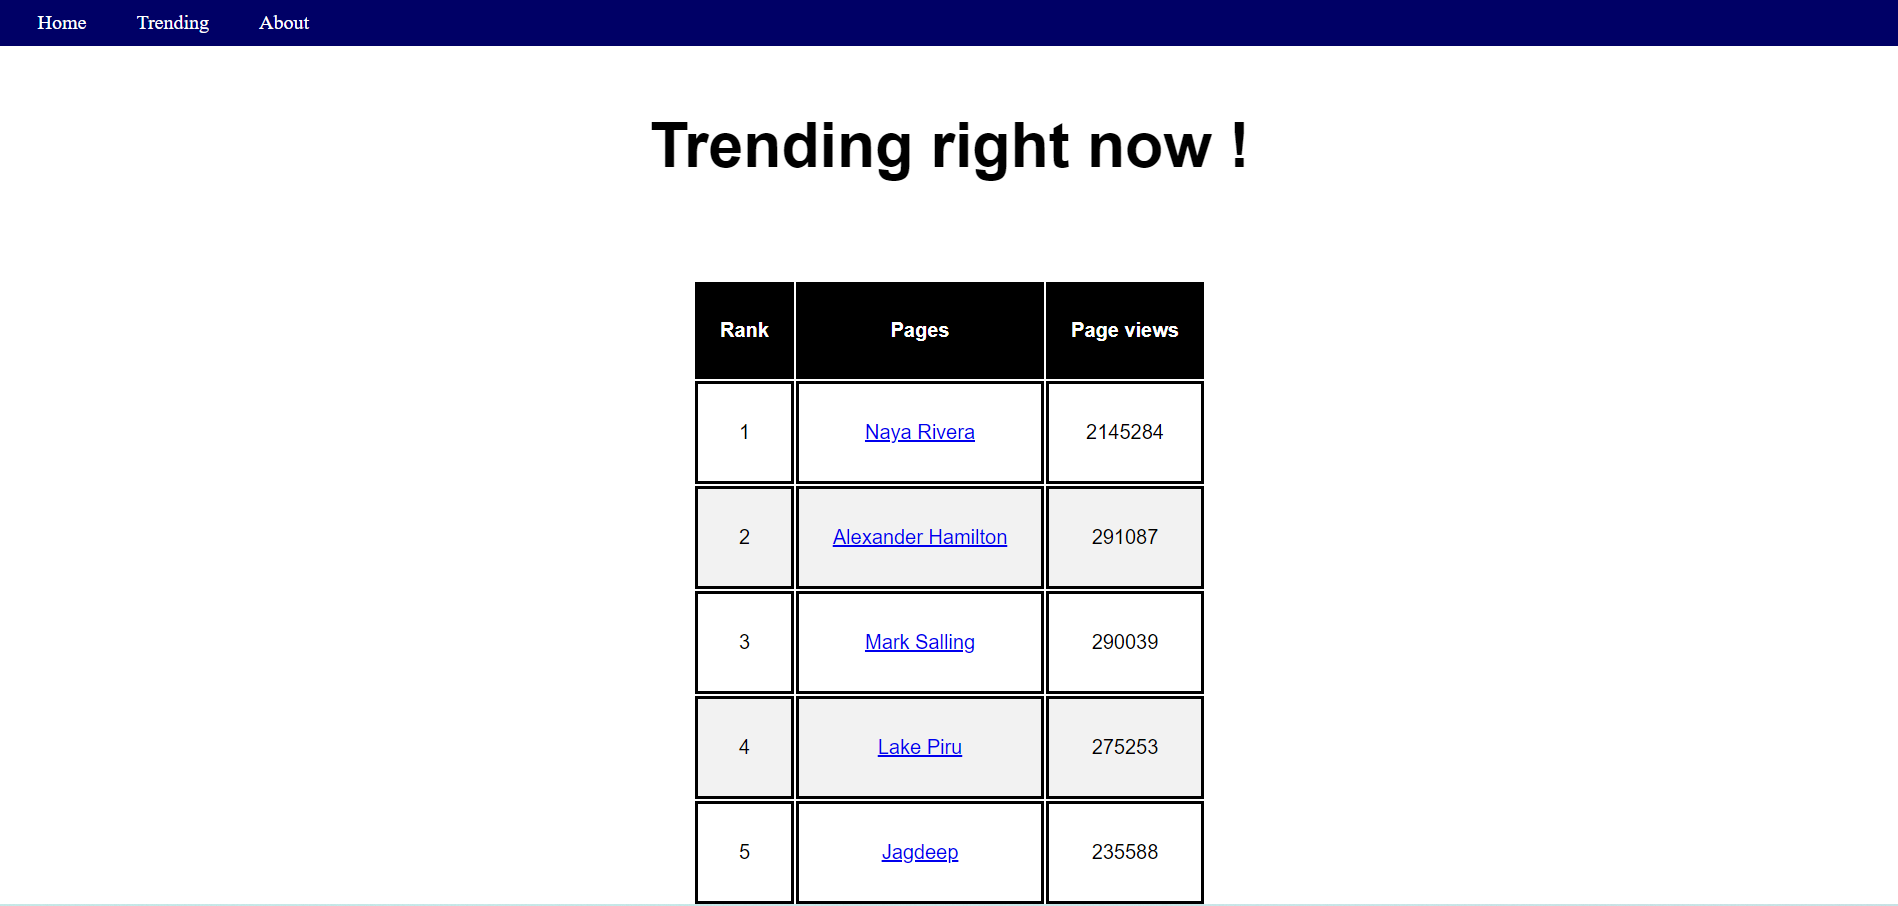 Home Trending About
Trending right now !
Rank Pages Page views
1 Naya Rivera 2145284
2 Alexander Hamilton 291087
3 Mark Salling 290039
4 Lake Piru 275253
5 Jagdeep 235588